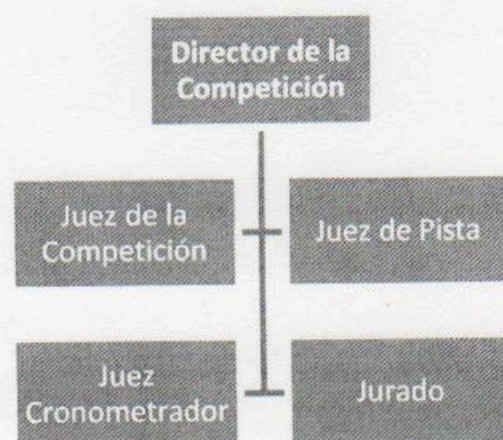 Director de la
Competición
Juez de la
Competición
Juez de Pista
Juez
Cronometrador
Jurado